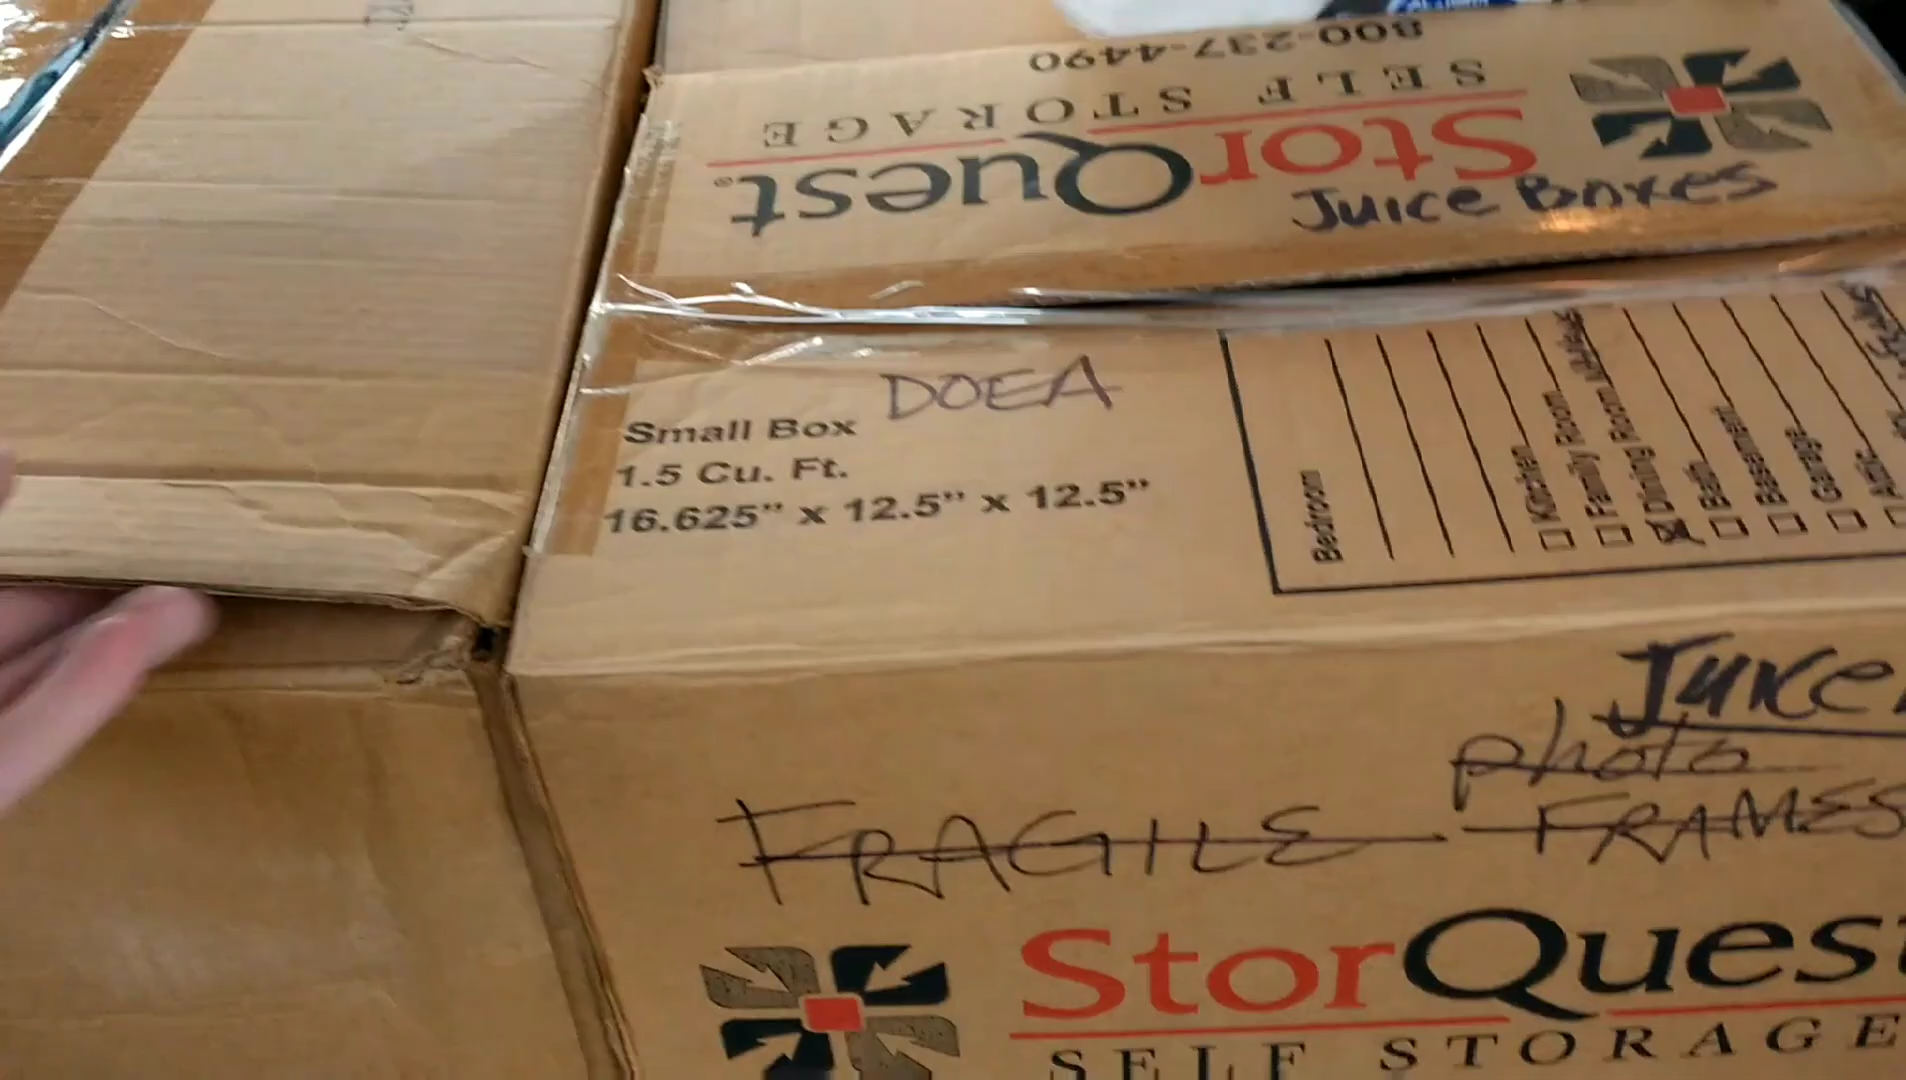 800-237-4490
SELF STORAGE
StorQuest®
Juice Boxes
DOEA
Small Box
1.5 Cu. Ft.
16.625" x 12.5" x 12.5"
Bedroom
Kitchen
Family Room
Dining Room
Bath
Basement
Garage
Attic
Juice
photo
FRAMES
FRAGILE
StorQuest
SELF STORAGE